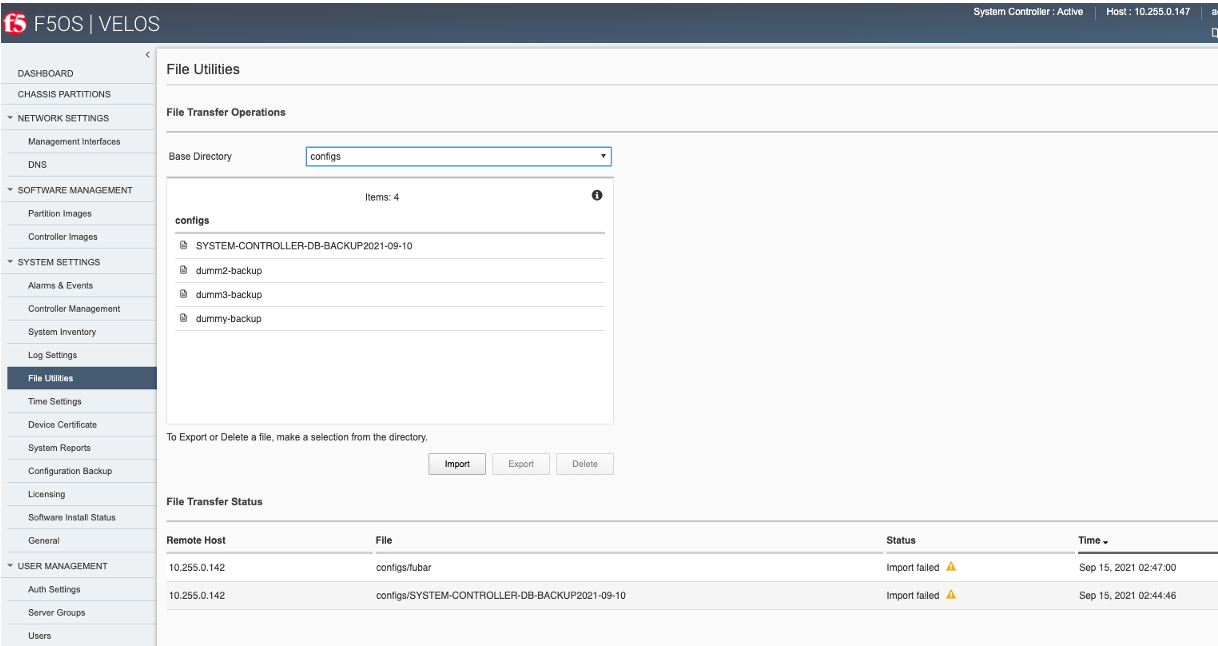 System Controller : Active Host : 10.255.0.147
f5 F5OS | VELOS
File Utilities
File Transfer Operations
Base Directory configs
Items: 4
configs
SYSTEM-CONTROLLER-DB-BACKUP2021-09-10
dumm2-backup
dumm3-backup
dummy-backup
To Export or Delete a file, make a selection from the directory.
Import Export Delete
File Transfer Status
Remote Host File Status Time
10.255.0.142 configs/fubar Import failed Sep 15, 2021 02:47:00
10.255.0.142 configs/SYSTEM-CONTROLLER-DB-BACKUP2021-09-10 Import failed Sep 15, 2021 02:44:46
DASHBOARD
CHASSIS PARTITIONS
NETWORK SETTINGS
Management Interfaces
DNS
SOFTWARE MANAGEMENT
Partition Images
Controller Images
SYSTEM SETTINGS
Alarms & Events
Controller Management
System Inventory
Log Settings
File Utilities
Time Settings
Device Certificate
System Reports
Configuration Backup
Licensing
Software Install Status
General
USER MANAGEMENT
Auth Settings
Server Groups
Users